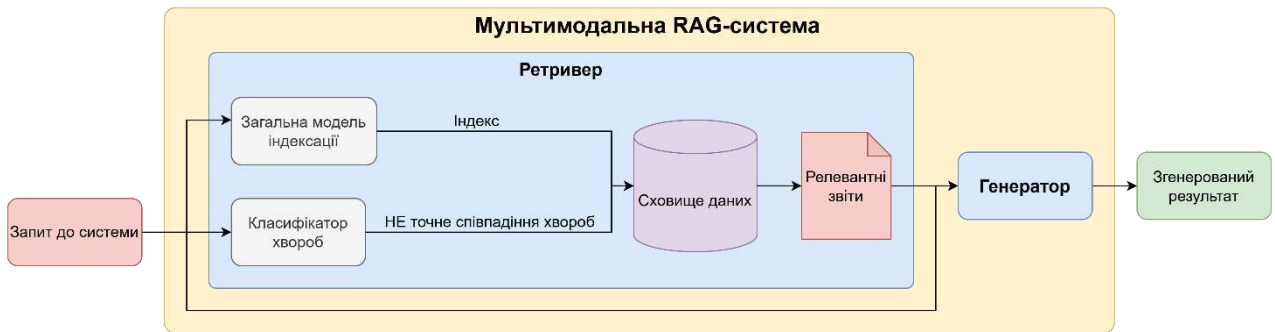 Мультимодальна RAG-система
Ретривер
Загальна модель
індексації
Індекс
Класифікатор
хвороб
НЕ точне співпадіння хвороб
Сховище даних
Релевантні
звіти
Запит до системи
Генератор
Згенерований
результат